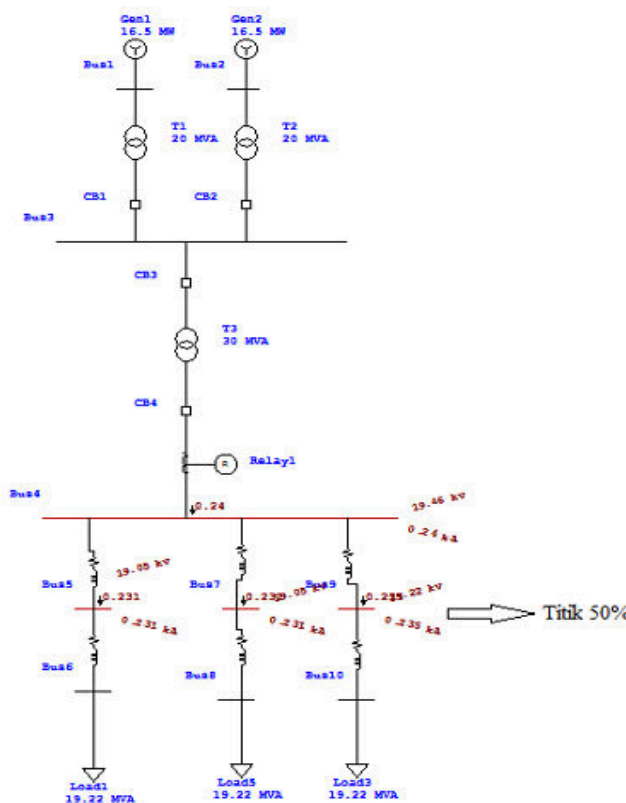 Gen1
16.5 MW
Gen2
16.5 MW
Bus1
Bus2
T1
20 MVA
T2
20 MVA
CB1
CB2
Bus3
CB3
T3
30 MVA
CB4
R
Relay1
Bus4
0.24
19.46 kV
0.24 kA
Bus5
19.05 kV
0.231
0.231 kA
Bus7
0.231 kA
Bus9
0.235 kA
Titik 50%
Bus6
Bus8
Bus10
Load1
19.22 MVA
Load5
19.22 MVA
Load3
19.22 MVA